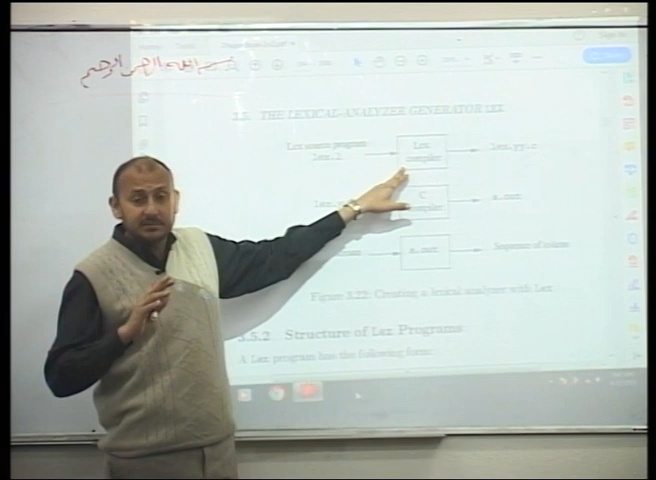 بسم الله الرحمن الرحيم
3.5. THE LEXICAL-ANALYZER GENERATOR LEX
Lex source program
lex.l
Lex
compiler
lex.yy.c
C
a.out
a.out
Sequence of tokens
Figure 3.22: Creating a lexical analyzer with Lex
3.5.2 Structure of Lex Programs
A Lex program has the following form: